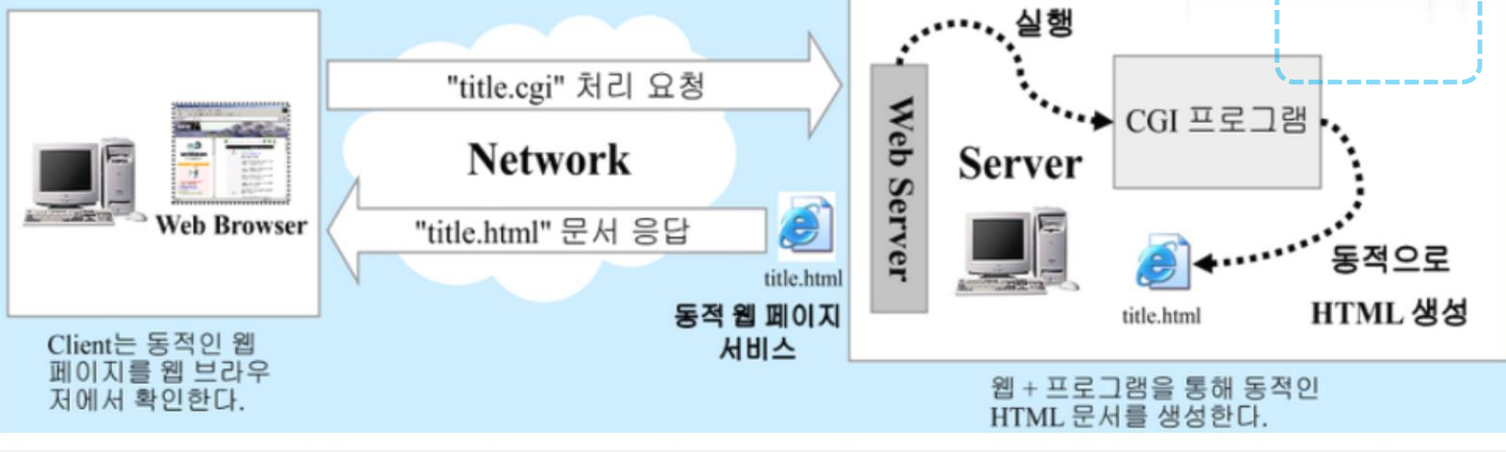 "title.cgi" 처리 요청
Network
"title.html" 문서 응답
Web Browser
title.html
동적 웹 페이지
서비스
Client는 동적인 웹
페이지를 웹 브라우
저에서 확인한다.
실행
Web Server
Server
CGI 프로그램
title.html
동적으로
HTML 생성
웹 + 프로그램을 통해 동적인
HTML 문서를 생성한다.